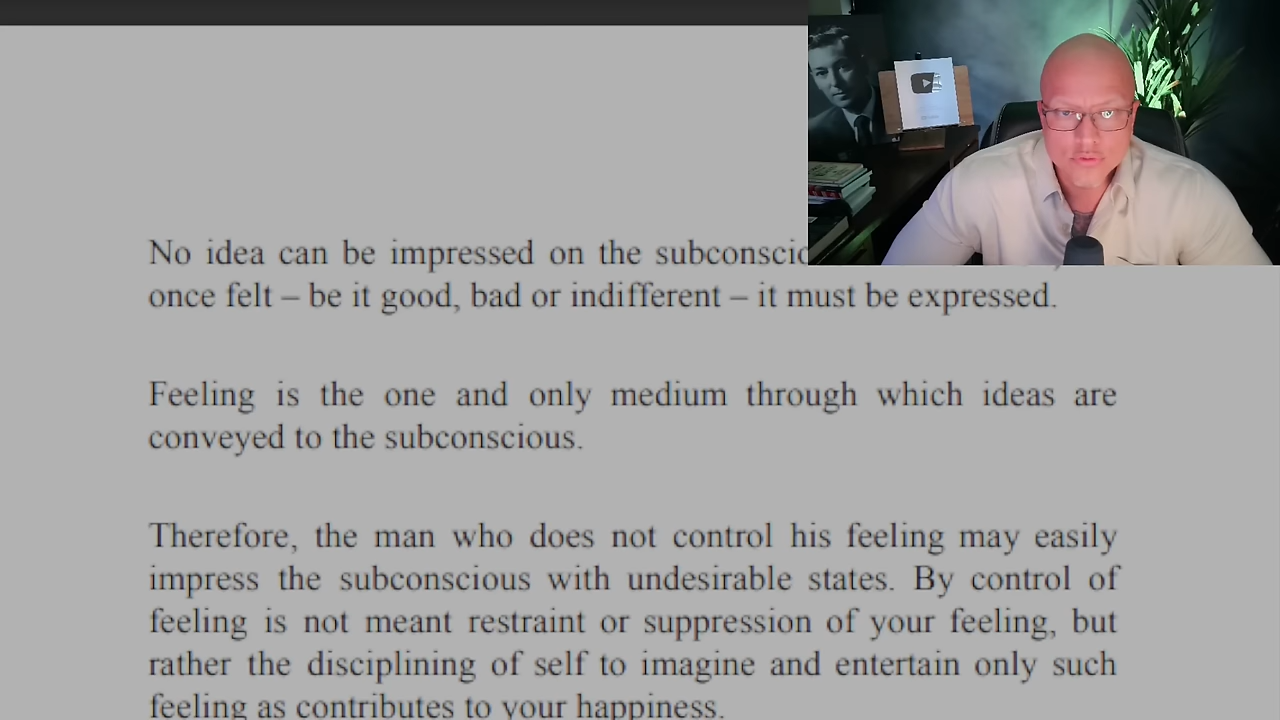 No idea can be impressed on the
once felt – be it good, bad or indifferent – it must be expressed.
Feeling is the one and only medium through which ideas are
conveyed to the subconscious.
Therefore, the man who does not control his feeling may easily
impress the subconscious with undesirable states. By control of
feeling is not meant restraint or suppression of your feeling, but
rather the disciplining of self to imagine and entertain only such
feeling as contributes to your happiness.